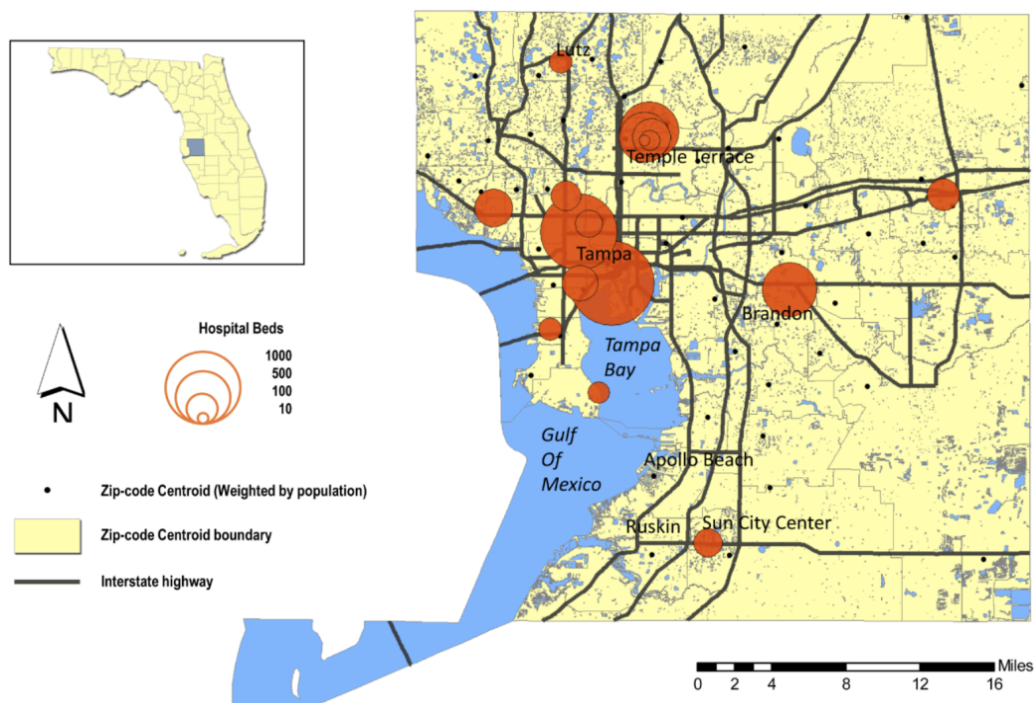 Lutz
Temple Terrace
Tampa
Brandon
Tampa
Bay
Gulf
Of
Mexico
Apollo Beach
Ruskin
Sun City Center
N
Hospital Beds
1000
500
100
10
Zip-code Centroid (Weighted by population)
Zip-code Centroid boundary
Interstate highway
Miles
0 2 4 8 12 16